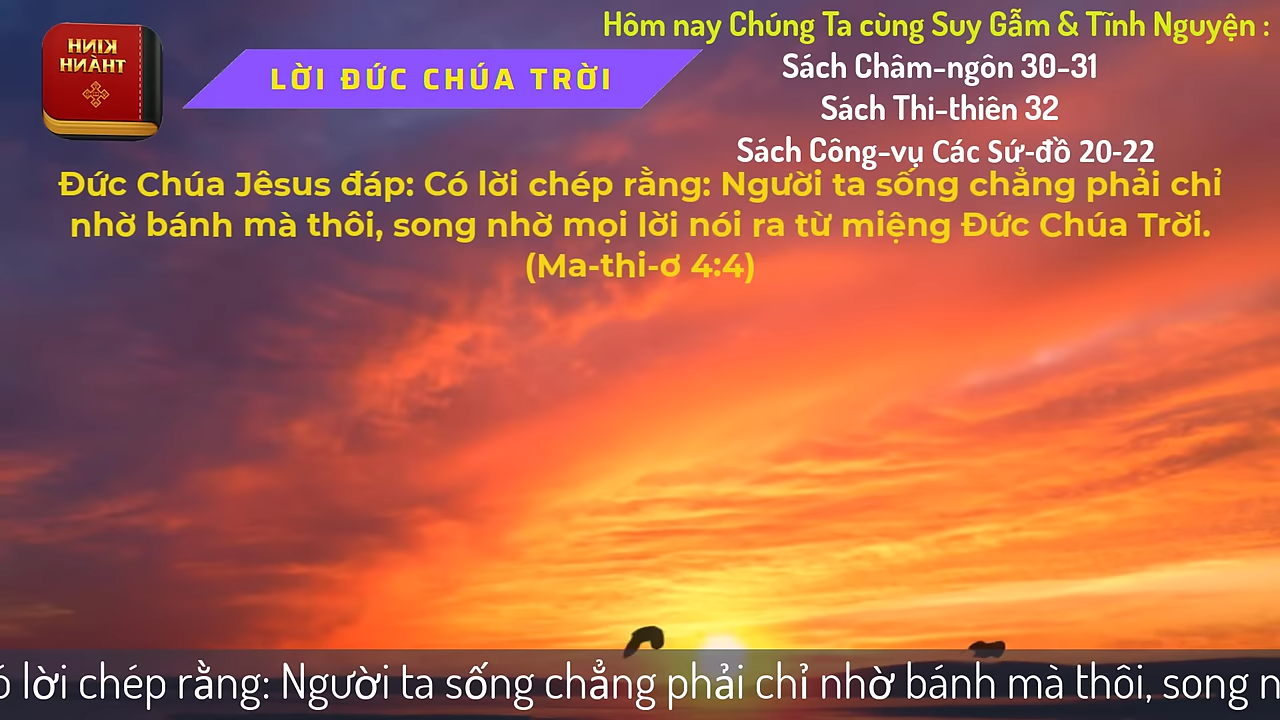 KINH
THÁNH
LỜI ĐỨC CHÚA TRỜI
Hôm nay Chúng Ta cùng Suy Gẫm & Tĩnh Nguyện :
Sách Châm-ngôn 30-31
Sách Thi-thiên 32
Sách Công-vụ Các Sứ-đồ 20-22
Đức Chúa Jêsus đáp: Có lời chép rằng: Người ta sống chẳng phải chỉ
nhờ bánh mà thôi, song nhờ mọi lời nói ra từ miệng Đức Chúa Trời.
(Ma-thi-ơ 4:4)
ó lời chép rằng: Người ta sống chẳng phải chỉ nhờ bánh mà thôi, song n